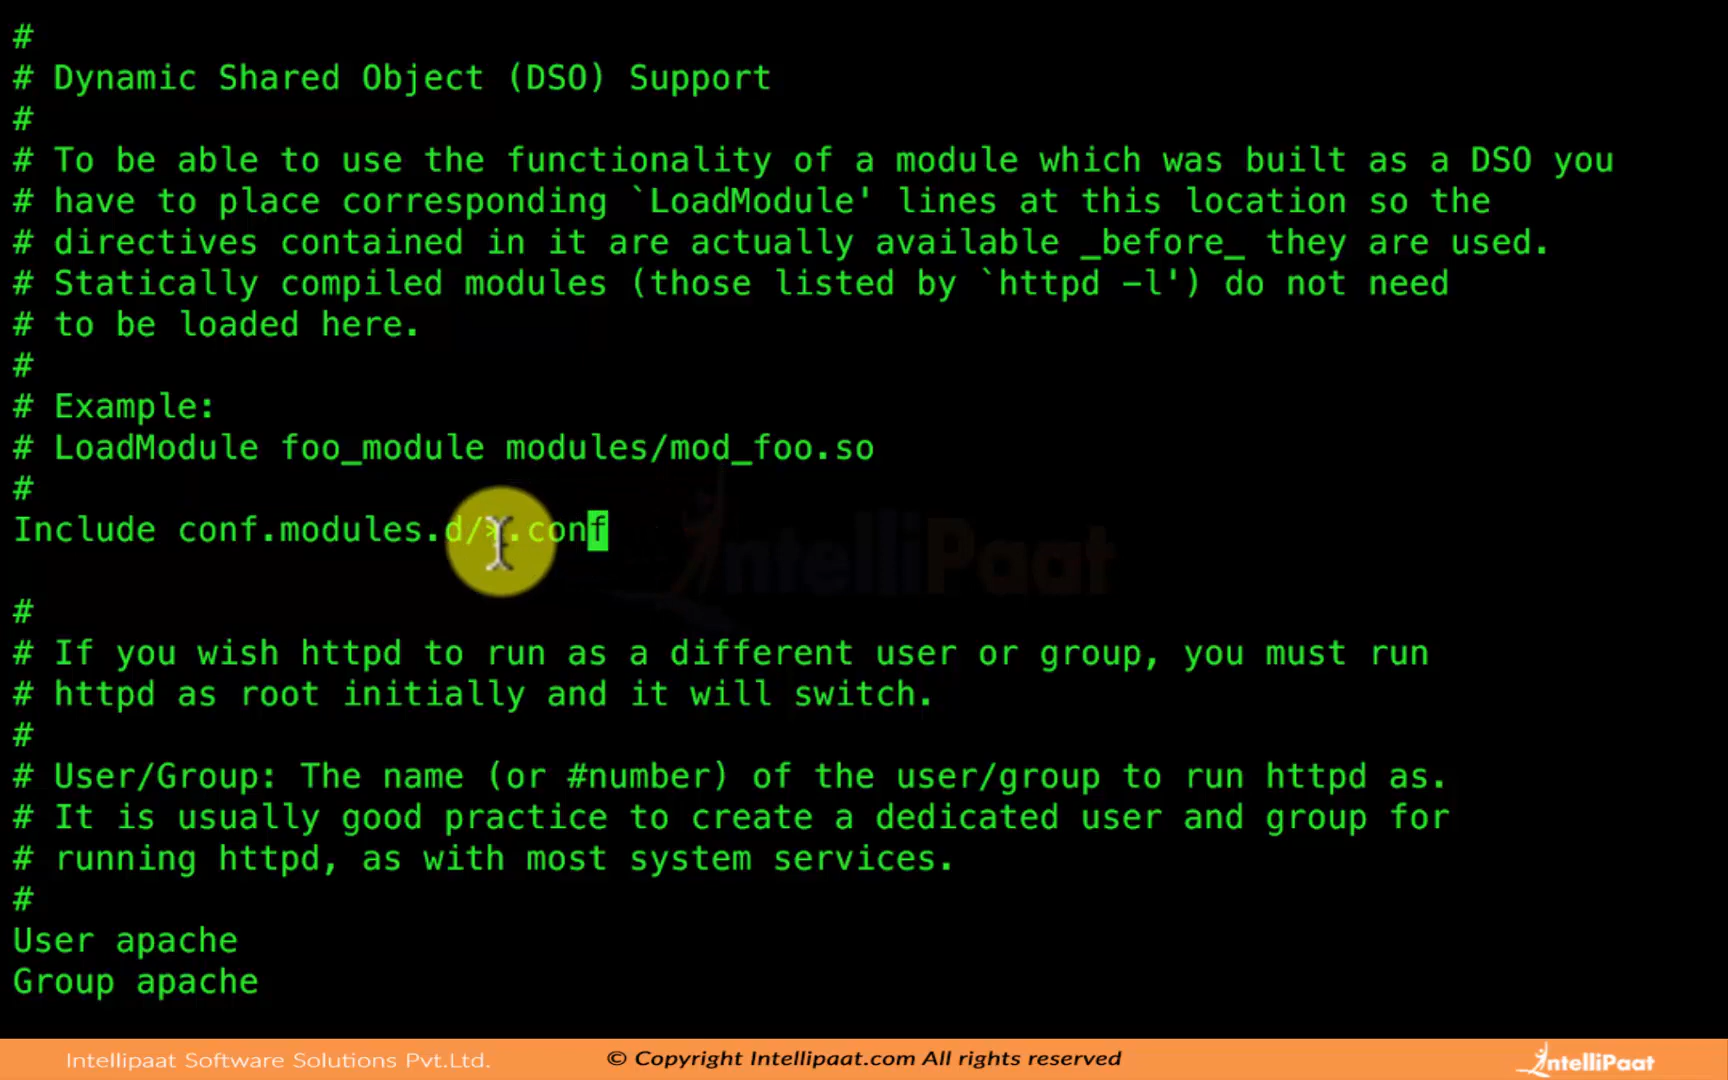 #
# Dynamic Shared Object (DSO) Support
#
# To be able to use the functionality of a module which was built as a DSO you
# have to place corresponding `LoadModule' lines at this location so the
# directives contained in it are actually available _before_ they are used.
# Statically compiled modules (those listed by `httpd -l') do not need
# to be loaded here.
#
# Example:
# LoadModule foo_module modules/mod_foo.so
#
Include conf.modules.d/*.conf
IntelliPaat
#
# If you wish httpd to run as a different user or group, you must run
# httpd as root initially and it will switch.
#
# User/Group: The name (or #number) of the user/group to run httpd as.
# It is usually good practice to create a dedicated user and group for
# running httpd, as with most system services.
#
User apache
Group apache
Intellipaat Software Solutions Pvt.Ltd.
© Copyright Intellipaat.com All rights reserved
IntelliPaat